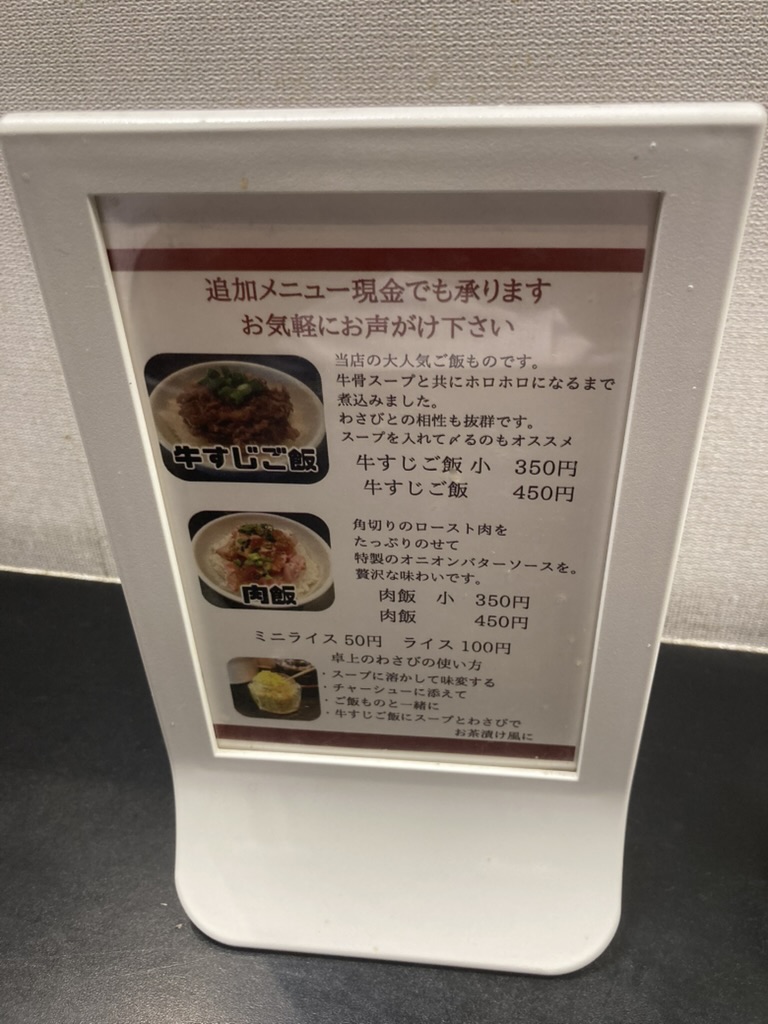 追加メニュー現金でも承ります
お気軽にお声がけ下さい
当店の大人気ご飯ものです。
牛骨スープと共にホロホロになるまで
煮込みました。
わさびとの相性も抜群です。
スープを入れて〆るのもオススメ
牛すじご飯
牛すじご飯 小 350円
牛すじご飯 450円
角切りのロースト肉を
たっぷりのせて
特製のオニオンバターソースを。
贅沢な味わいです。
肉飯
肉飯 小 350円
肉飯 450円
ミニライス 50円 ライス 100円
卓上のわさびの使い方
・スープに溶かして味変する
・チャーシューに添えて
・ご飯ものと一緒に
・牛すじご飯にスープとわさびで
お茶漬け風に